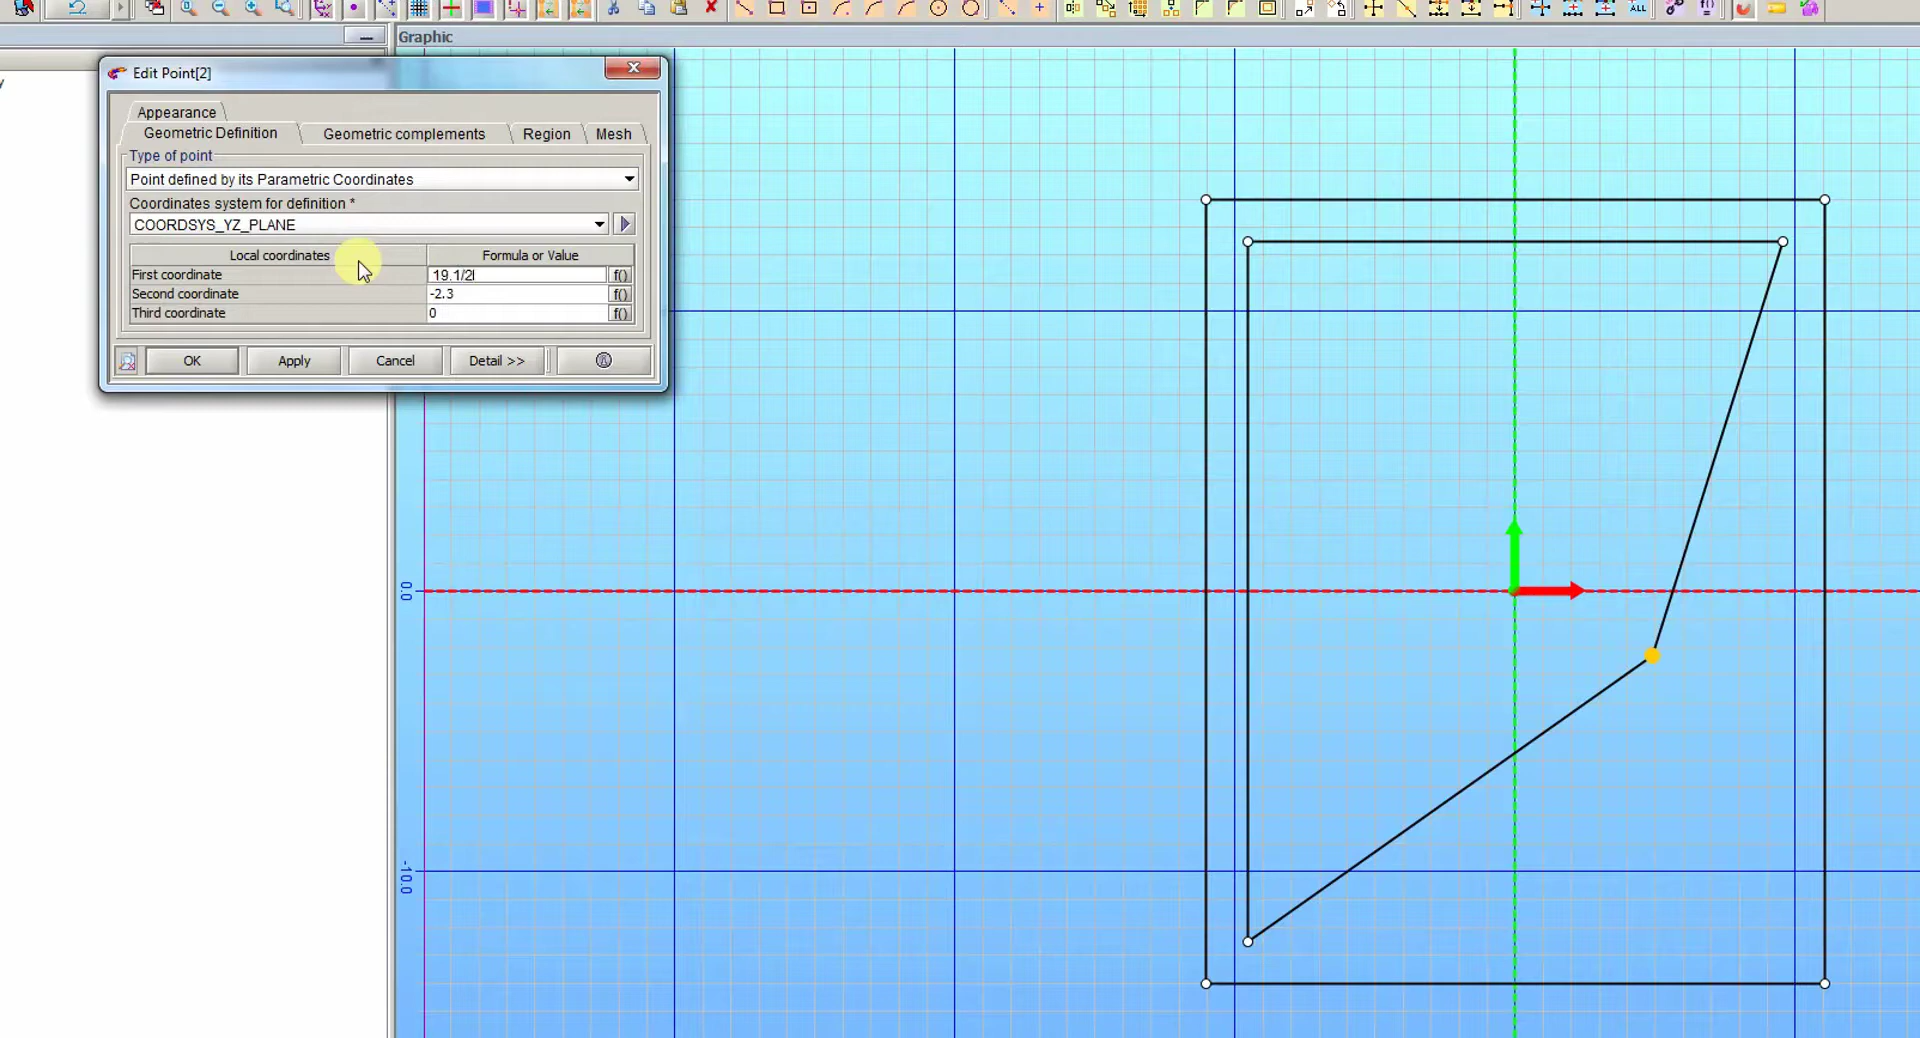 ALL
f()
Graphic
Edit Point[2]
Appearance
Geometric Definition
Geometric complements
Region
Mesh
Type of point
Point defined by its Parametric Coordinates
Coordinates system for definition *
COORDSYS_YZ_PLANE
Local coordinates
Formula or Value
First coordinate
19.1/2
f()
Second coordinate
-2.3
f()
Third coordinate
0
f()
OK
Apply
Cancel
Detail >>
0.0
-10.0